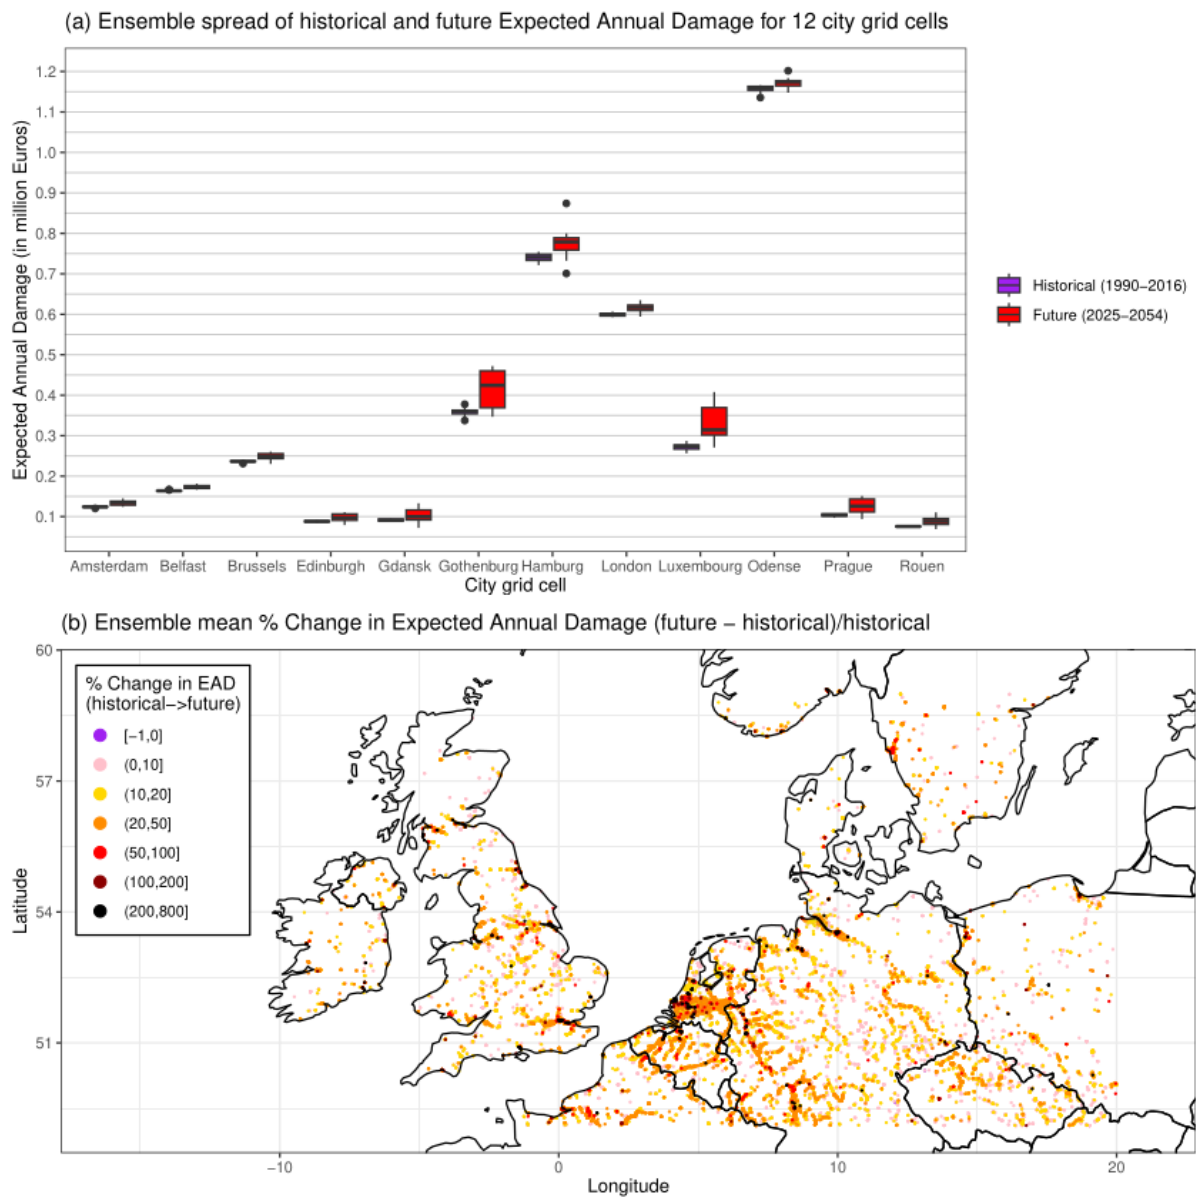 (a) Ensemble spread of historical and future Expected Annual Damage for 12 city grid cells
Expected Annual Damage (in million Euros)
1.2
1.1
1.0
0.9
0.8
0.7
0.6
0.5
0.4
0.3
0.2
0.1
Amsterdam Belfast Brussels Edinburgh Gdansk Gothenburg Hamburg London Luxembourg Odense Prague Rouen
City grid cell
Historical (1990−2016)
Future (2025−2054)
(b) Ensemble mean % Change in Expected Annual Damage (future − historical)/historical
Latitude
60
57
54
51
% Change in EAD
(historical−>future)
[−1,0]
(0,10]
(10,20]
(20,50]
(50,100]
(100,200]
(200,800]
−10 0 10 20
Longitude